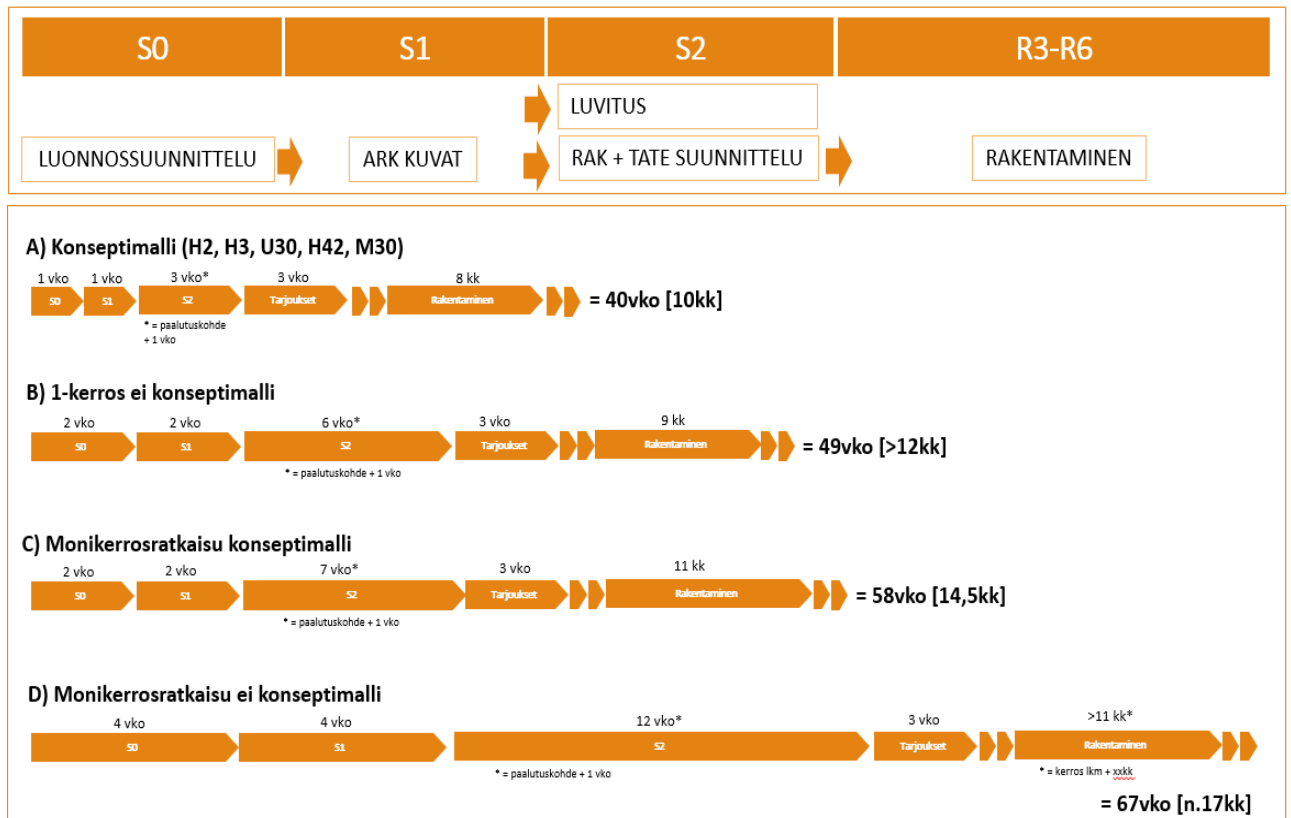 S0 S1 S2 R3-R6
LUVITUS
LUONNOSSUUNNITTELU ARK KUVAT RAK + TATE SUUNNITTELU RAKENTAMINEN
A) Konseptimalli (H2, H3, U30, H42, M30)
1 vko 1 vko 3 vko* 3 vko 8 kk
S0 S1 S2 Tarjoukset Rakentaminen = 40vko [10kk]
* = paalutuskohde
+ 1 vko
B) 1-kerros ei konseptimalli
2 vko 2 vko 6 vko* 3 vko 9 kk
S0 S1 S2 Tarjoukset Rakentaminen = 49vko [>12kk]
* = paalutuskohde + 1 vko
C) Monikerrosratkaisu konseptimalli
2 vko 2 vko 7 vko* 3 vko 11 kk
S0 S1 S2 Tarjoukset Rakentaminen = 58vko [14,5kk]
* = paalutuskohde + 1 vko
D) Monikerrosratkaisu ei konseptimalli
4 vko 4 vko 12 vko* 3 vko >11 kk*
S0 S1 S2 Tarjoukset Rakentaminen
* = paalutuskohde + 1 vko * = kerros lkm + xxkk
= 67vko [n.17kk]